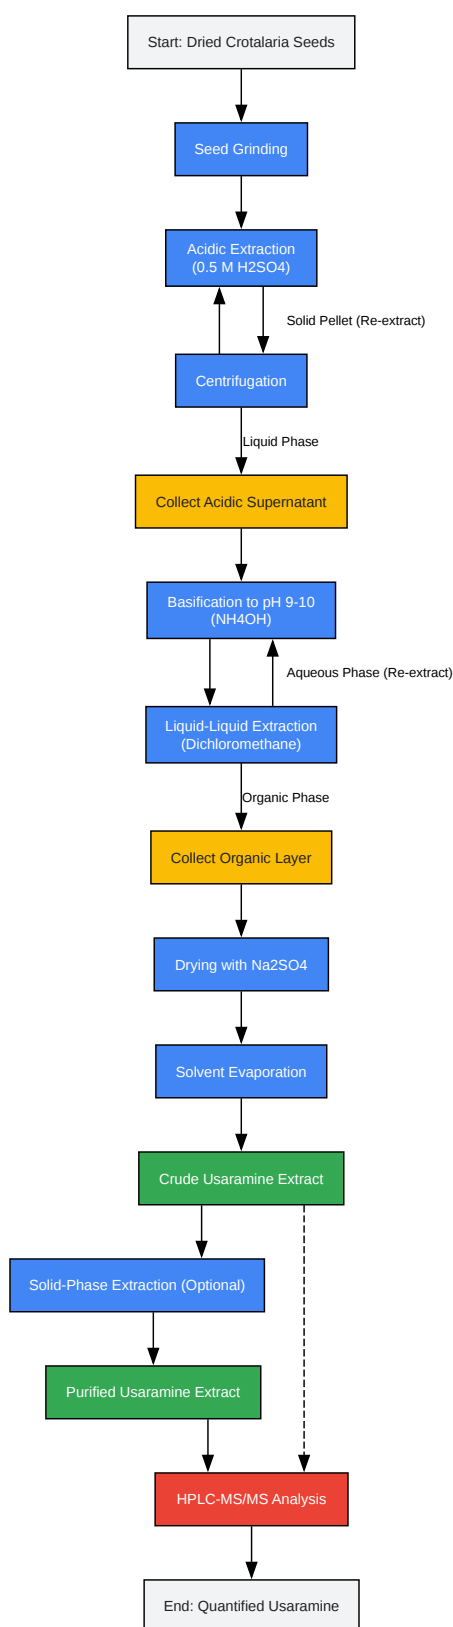 Start: Dried Crotalaria Seeds
Seed Grinding
Acidic Extraction
(0.5 M H2SO4)
Solid Pellet (Re-extract)
Centrifugation
Liquid Phase
Collect Acidic Supernatant
Basification to pH 9-10
(NH4OH)
Aqueous Phase (Re-extract)
Liquid-Liquid Extraction
(Dichloromethane)
Organic Phase
Collect Organic Layer
Drying with Na2SO4
Solvent Evaporation
Crude Usaramine Extract
Solid-Phase Extraction (Optional)
Purified Usaramine Extract
HPLC-MS/MS Analysis
End: Quantified Usaramine